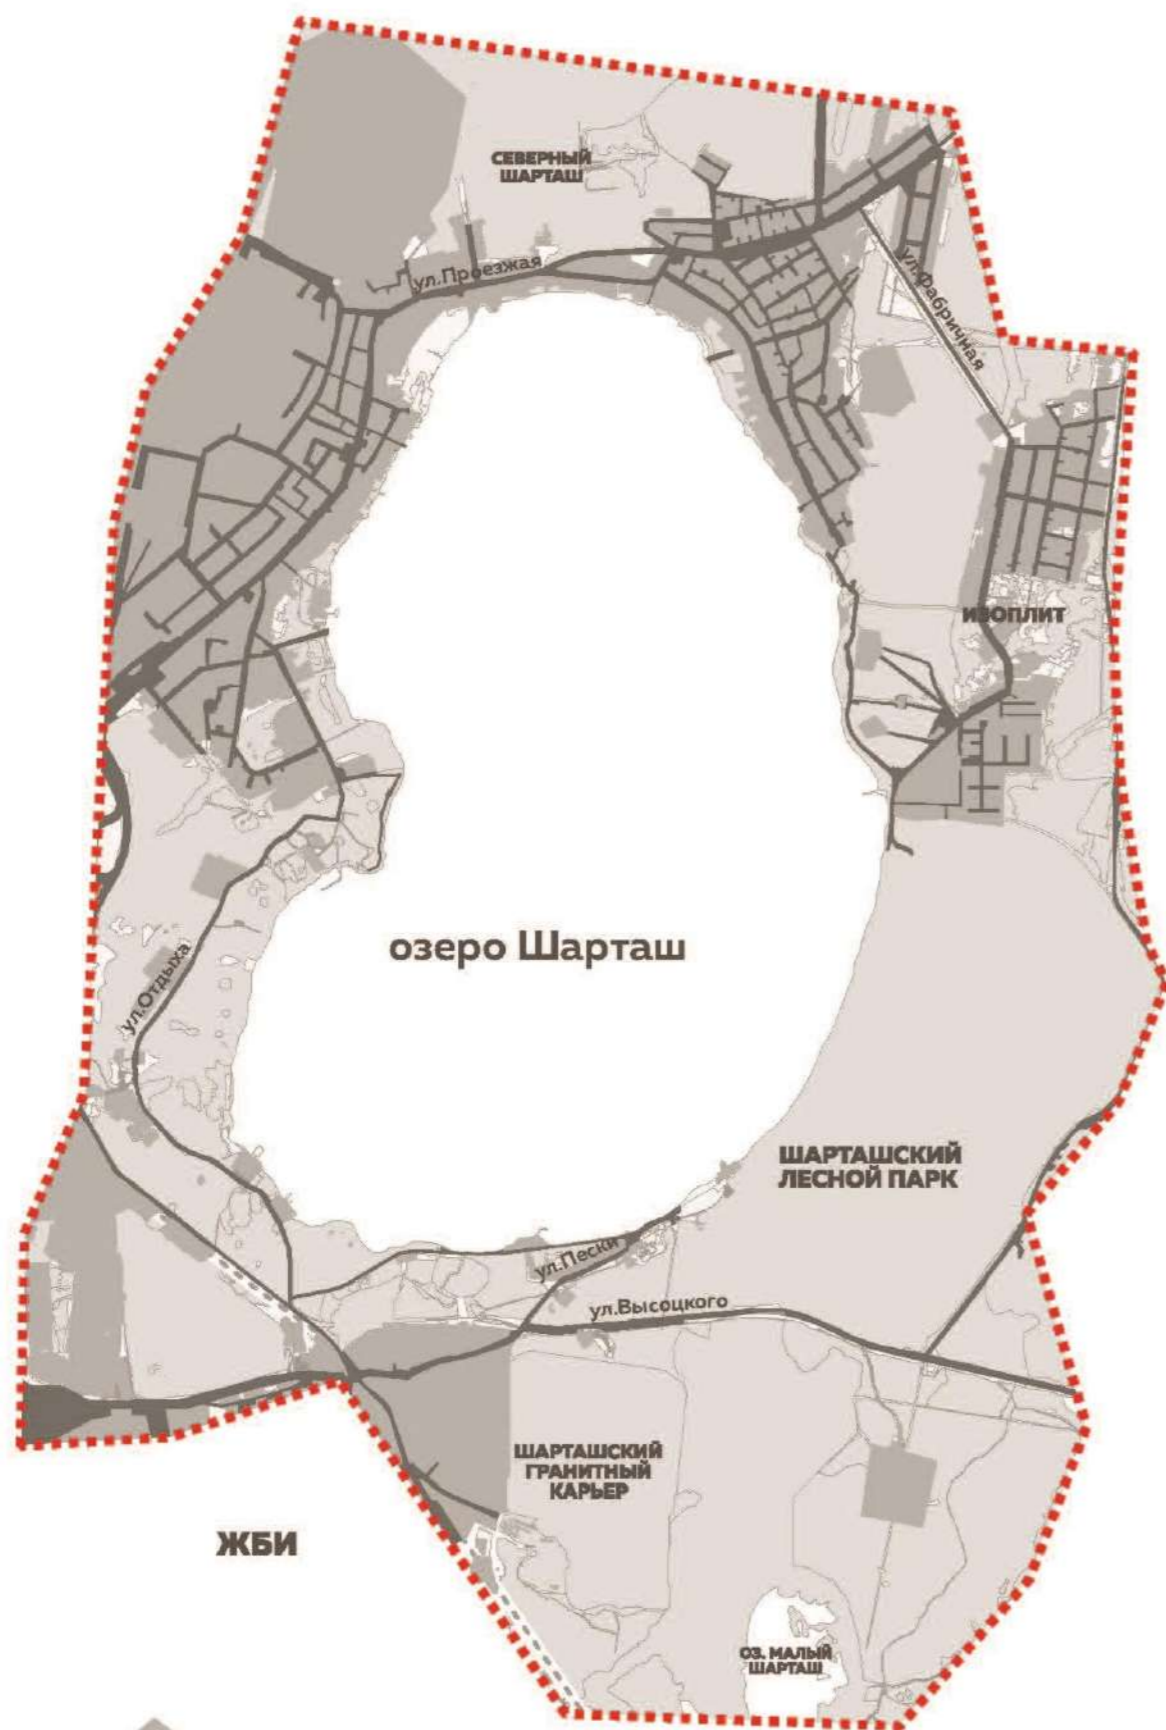 СЕВЕРНЫЙ
ШАРТАШ
ул.Проезжая
ул.Фабричная
ИЗОПЛИТ
озеро Шарташ
ул.Отдыха
ШАРТАШСКИЙ
ЛЕСНОЙ ПАРК
ул.Пески
ул.Высоцкого
ШАРТАШСКИЙ
ГРАНИТНЫЙ
КАРЬЕР
ЖБИ
ОЗ. МАЛЫЙ
ШАРТАШ